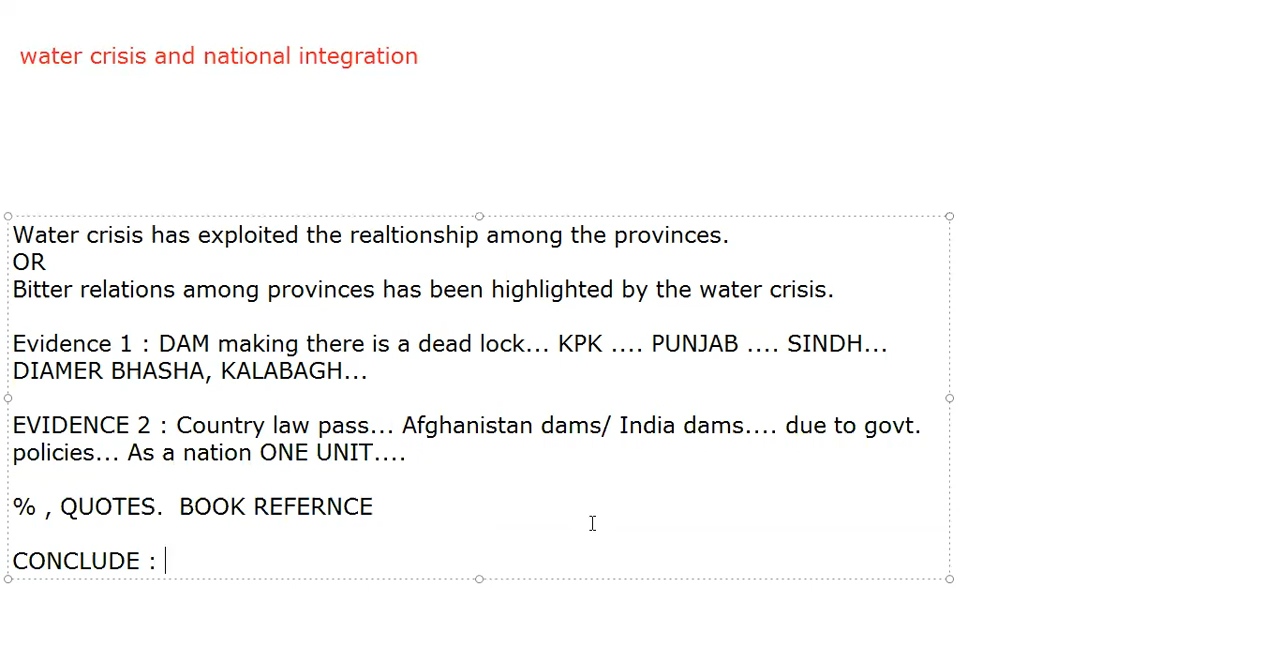 water crisis and national integration
Water crisis has exploited the realtionship among the provinces.
OR
Bitter relations among provinces has been highlighted by the water crisis.
Evidence 1 : DAM making there is a dead lock... KPK .... PUNJAB .... SINDH...
DIAMER BHASHA, KALABAGH...
EVIDENCE 2 : Country law pass... Afghanistan dams/ India dams.... due to govt.
policies... As a nation ONE UNIT....
% , QUOTES.  BOOK REFERNCE
CONCLUDE :